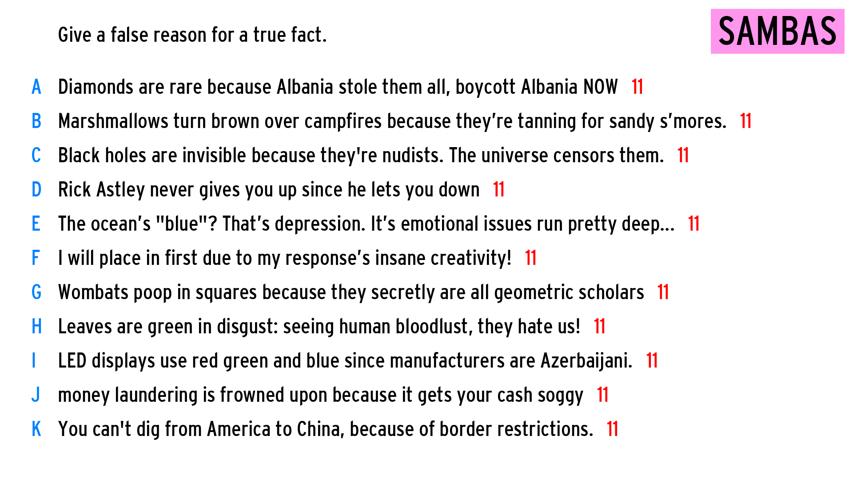 Give a false reason for a true fact.
SAMBAS
A Diamonds are rare because Albania stole them all, boycott Albania NOW 11
B Marshmallows turn brown over campfires because they’re tanning for sandy s’mores. 11
C Black holes are invisible because they're nudists. The universe censors them. 11
D Rick Astley never gives you up since he lets you down 11
E The ocean’s "blue"? That’s depression. It’s emotional issues run pretty deep... 11
F I will place in first due to my response’s insane creativity! 11
G Wombats poop in squares because they secretly are all geometric scholars 11
H Leaves are green in disgust: seeing human bloodlust, they hate us! 11
I LED displays use red green and blue since manufacturers are Azerbaijani. 11
J money laundering is frowned upon because it gets your cash soggy 11
K You can't dig from America to China, because of border restrictions. 11